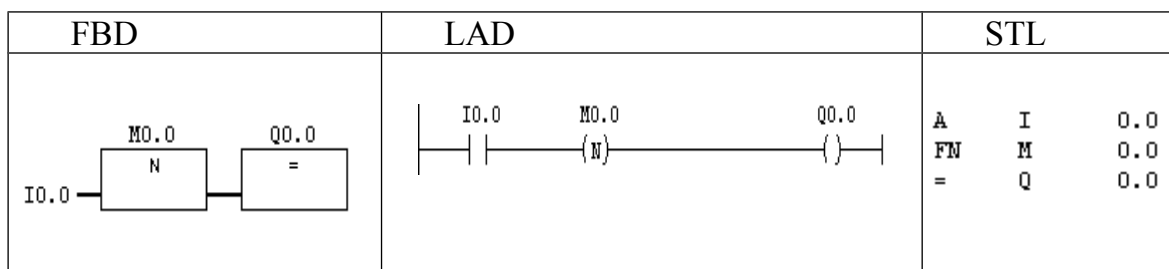 FBD LAD STL
M0.0 Q0.0
N =
I0.0
I0.0 M0.0 Q0.0
(N) ( )
A I 0.0
FN M 0.0
= Q 0.0